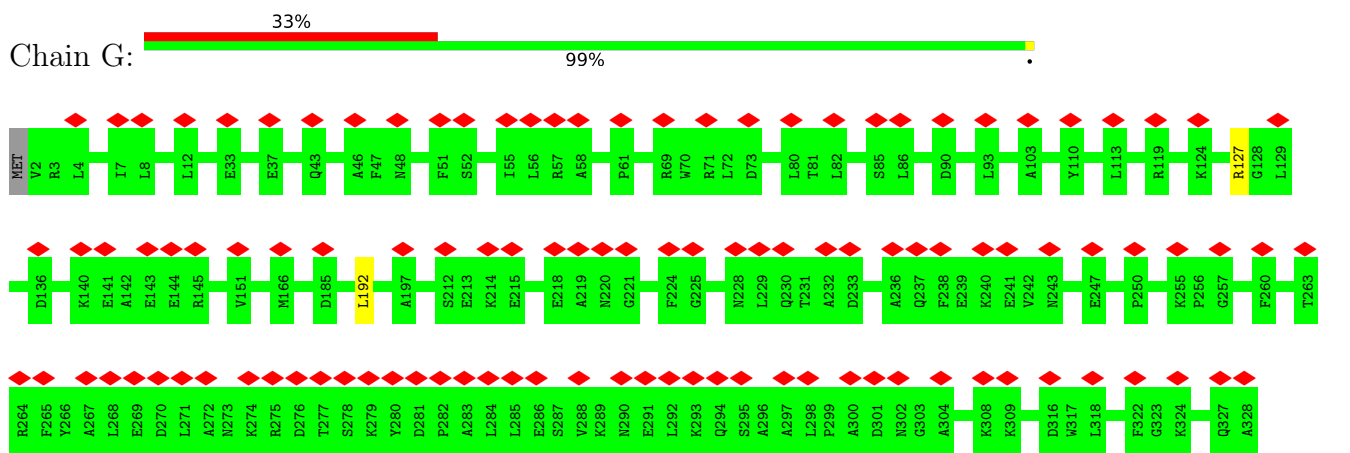 33%
Chain G:
99%
•
MET V2 R3 L4 I7 L8 L12 E33 E37 Q43 A46 F47 N48 F51 S52 I55 L56 R57 A58 P61 R69 W70 R71 L72 D73 L80 T81 L82 S85 L86 D90 L93 A103 Y110 L113 R119 K124 R127 G128 L129
D136 K140 E141 A142 E143 E144 R145 V151 M166 D185 L192 A197 S212 E213 K214 E215 E218 A219 N220 G221 F224 G225 N228 L229 Q230 T231 A232 D233 A236 Q237 F238 E239 K240 E241 V242 N243 E247 P250 K255 P256 G257 F260 T263
R264 F265 Y266 A267 L268 E269 D270 L271 A272 N273 K274 R275 D276 T277 S278 K279 Y280 D281 P282 A283 L284 L285 E286 S287 V288 K289 N290 E291 L292 K293 Q294 S295 A296 A297 L298 P299 A300 D301 N302 G303 A304 K308 K309 D316 W317 L318 F322 G323 K324 Q327 A328